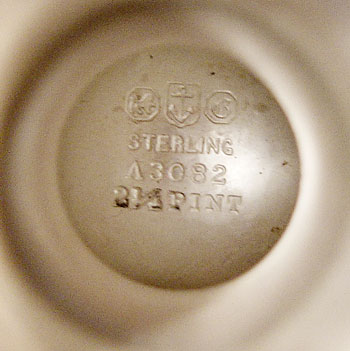 STERLING
A3082
2½ PINT